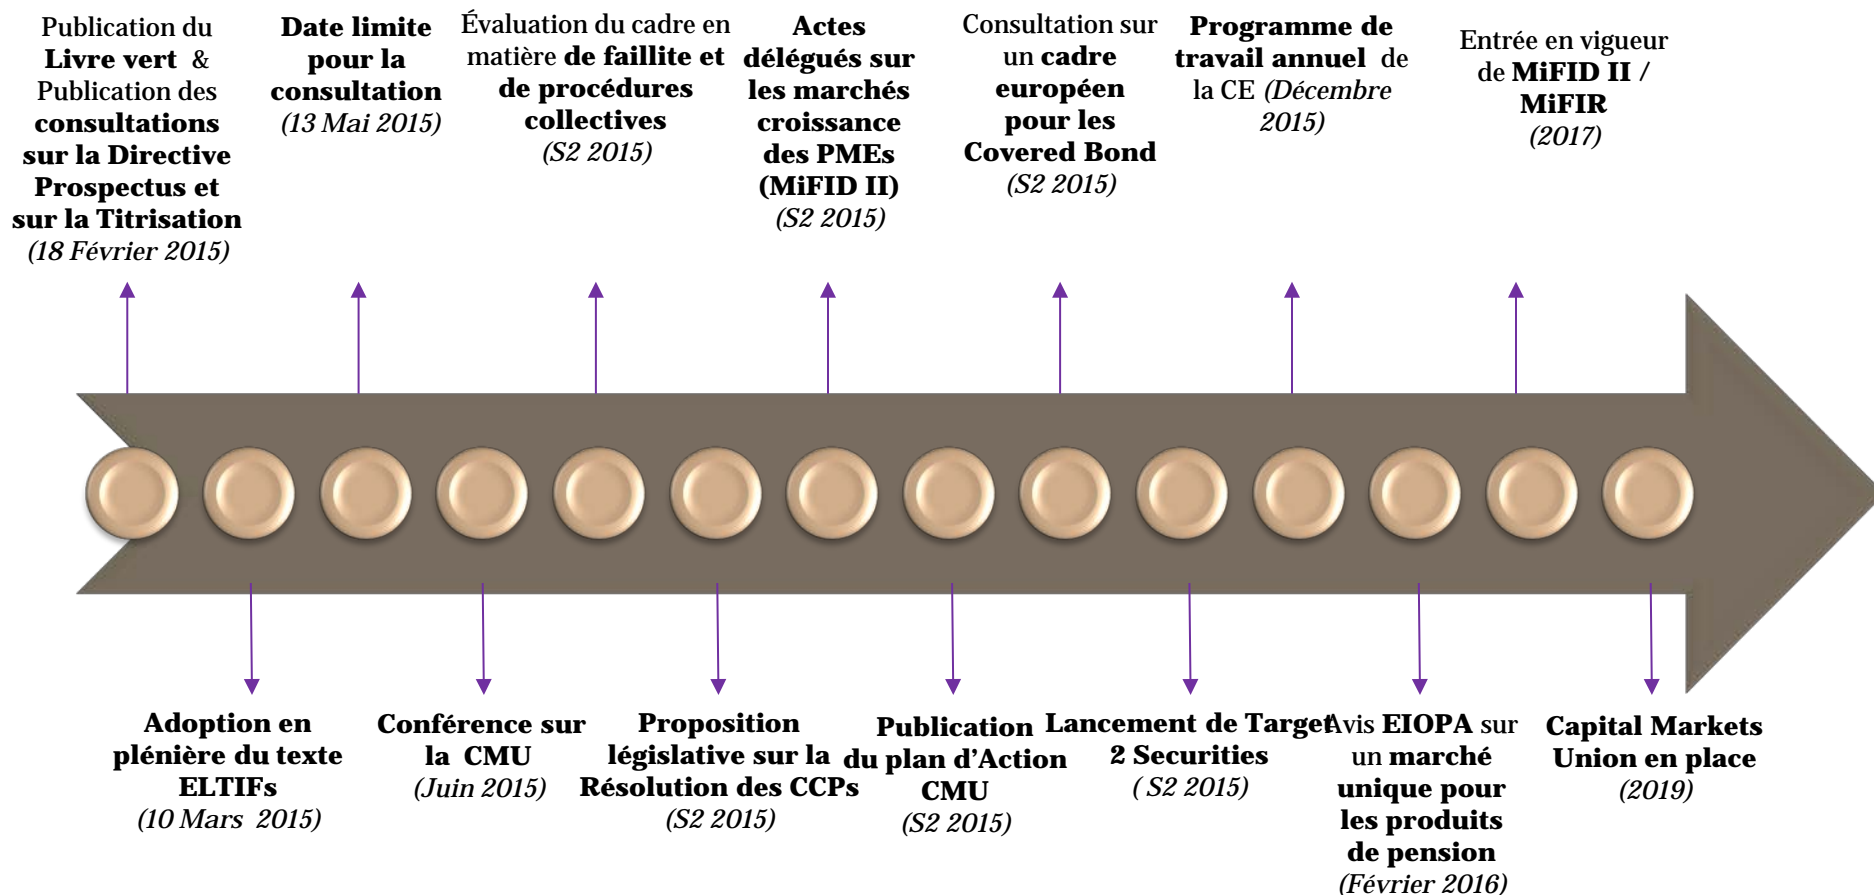 Publication du
Livre vert &
Publication des
consultations
sur la Directive
Prospectus et
sur la Titrisation
(18 Février 2015)
Date limite
pour la
consultation
(13 Mai 2015)
Évaluation du cadre en
matière de faillite et
de procédures
collectives
(S2 2015)
Actes
délégués sur
les marchés
croissance
des PMEs
(MiFID II)
(S2 2015)
Consultation sur
un cadre
européen
pour les
Covered Bond
(S2 2015)
Programme de
travail annuel de
la CE (Décembre
2015)
Entrée en vigueur
de MiFID II /
MiFIR
(2017)
Adoption en
plénière du texte
ELTIFs
(10 Mars 2015)
Conférence sur
la CMU
(Juin 2015)
Proposition
législative sur la
Résolution des CCPs
(S2 2015)
Publication
du plan d’Action
CMU
(S2 2015)
Lancement de Target
2 Securities
( S2 2015)
Avis EIOPA sur
un marché
unique pour
les produits
de pension
(Février 2016)
Capital Markets
Union en place
(2019)